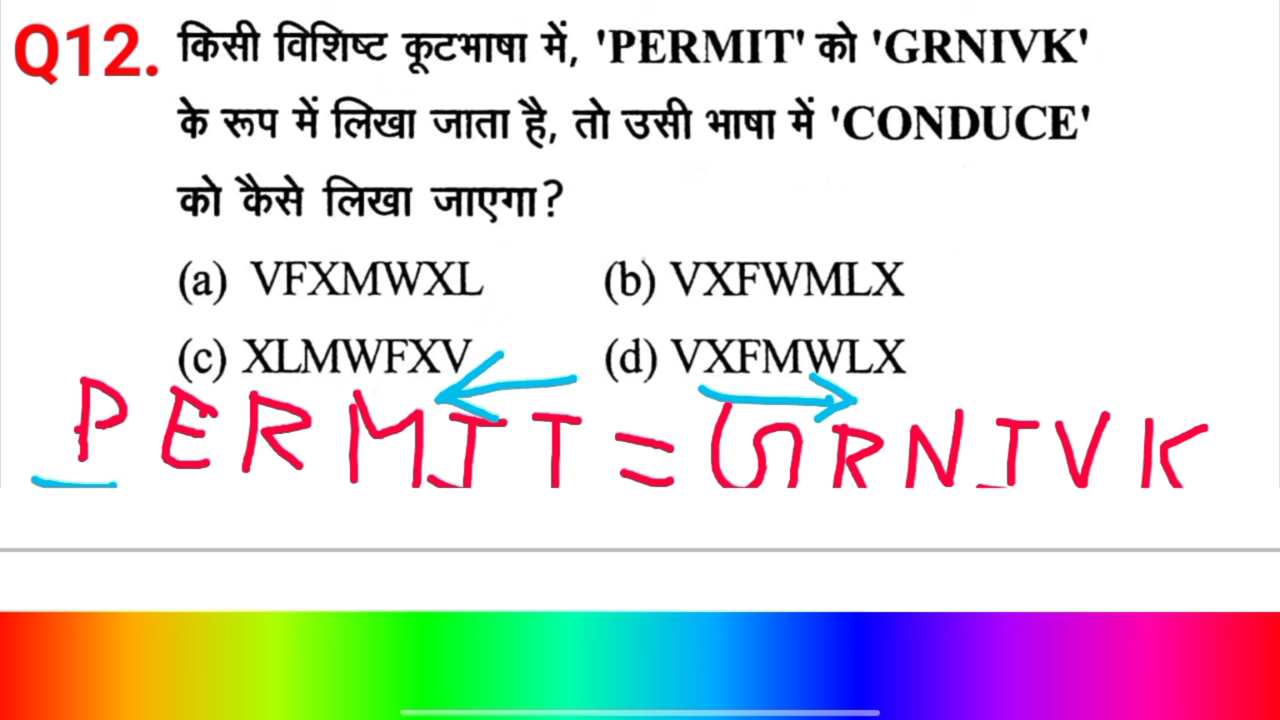 Q12. किसी विशिष्ट कूटभाषा में, 'PERMIT' को 'GRNIVK'
के रूप में लिखा जाता है, तो उसी भाषा में 'CONDUCE'
को कैसे लिखा जाएगा?
(a) VFXMWXL (b) VXFWMLX
(c) XLMWFXV (d) VXFMWLX
PERMIT = GRNIVK